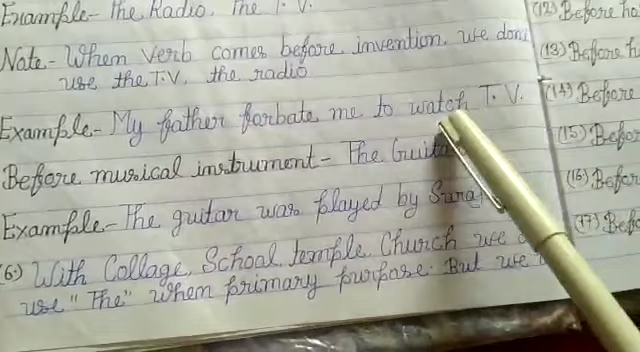 Example- The Radio, The T. V.
Note- When verb comes before invention, we don't
use the T.V. the radio
Example- My father forbate me to watch T. V.
Before musical instrument- The Guita
Example- The guitar was played by Suraj
(6) With Collage, School, temple, Church we
use "The" when primary purpose. But we
(12) Before ho
(13) Before h
(14) Before
(15) Befor
(16) Befor
(17) Befo